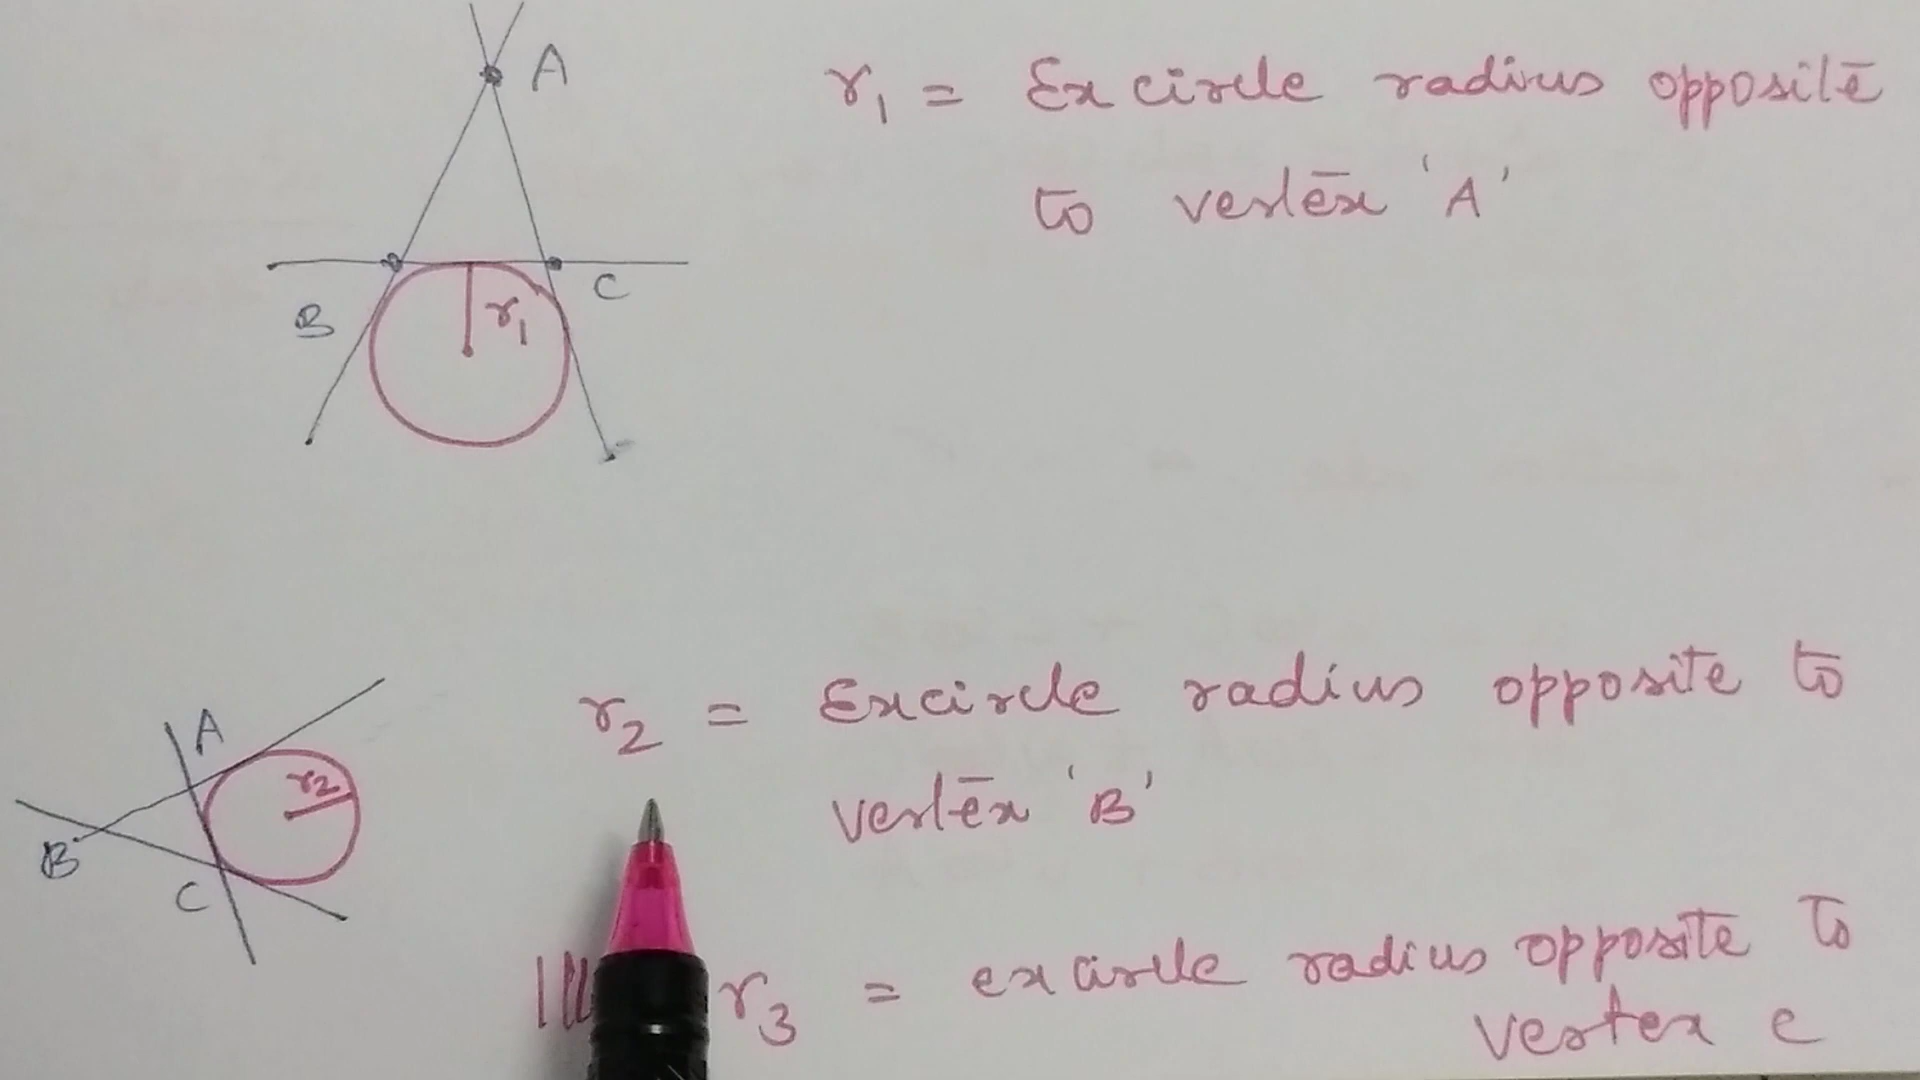 A
r₁ = Excircle radius opposite
to vertex 'A'
B
C
r₁
A
r₂ = Excircle radius opposite to
vertex 'B'
r₂
B
C
lllly r₃ = excircle radius opposite to
vertex C